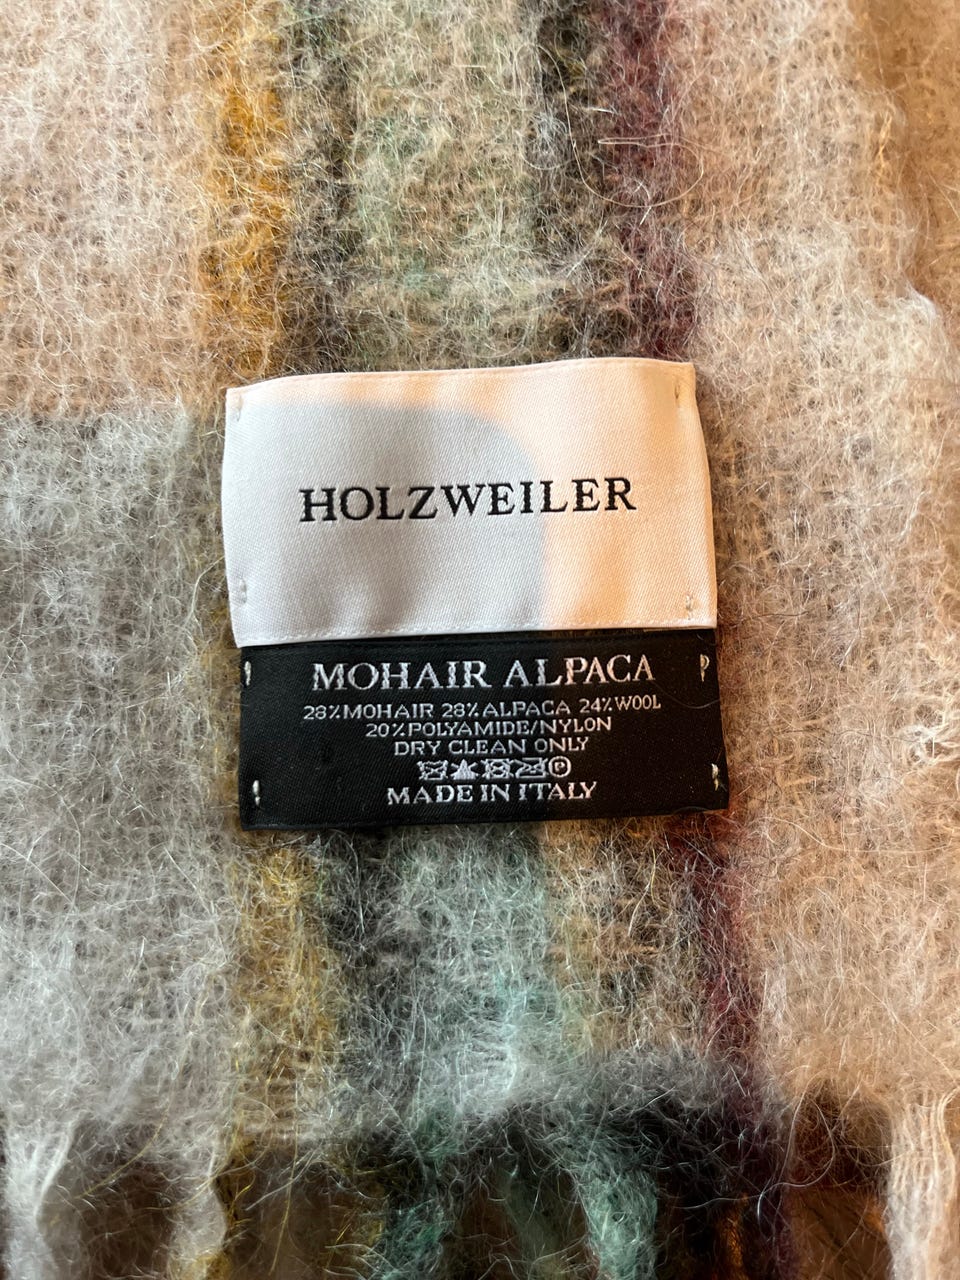 HOLZWEILER
MOHAIR ALPACA
28% MOHAIR 28% ALPACA 24% WOOL
20% POLYAMIDE/NYLON
DRY CLEAN ONLY
P
MADE IN ITALY